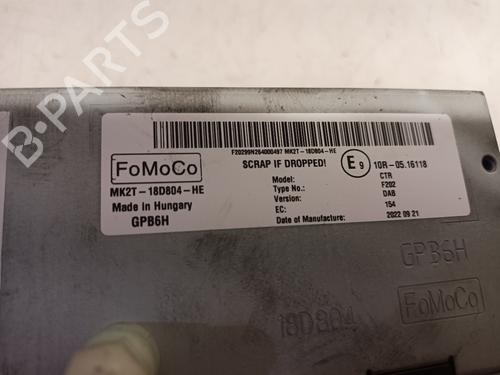 B-PARTS
F20299N264000497 MK2T-18D804-HE
SCRAP IF DROPPED!
E9
10R-05.16118
FoMoCo
MK2T-18D804-HE
Made in Hungary
GPB6H
Model: CTR
Type No.: F202
Version: DAB
EC: 154
Date of Manufacture: 2022 09 21
GPB6H
FoMoCo
18D804